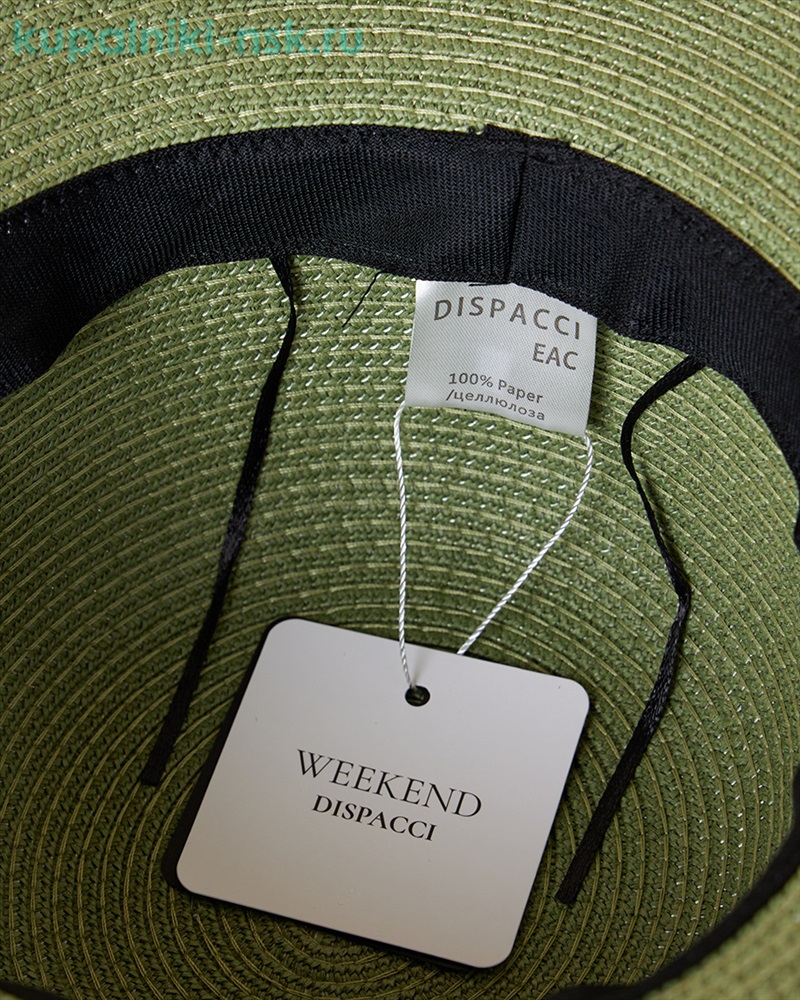 kupalniki-nsk.ru
DISPACCI
EAC
100% Paper
/целлюлоза
WEEKEND
DISPACCI